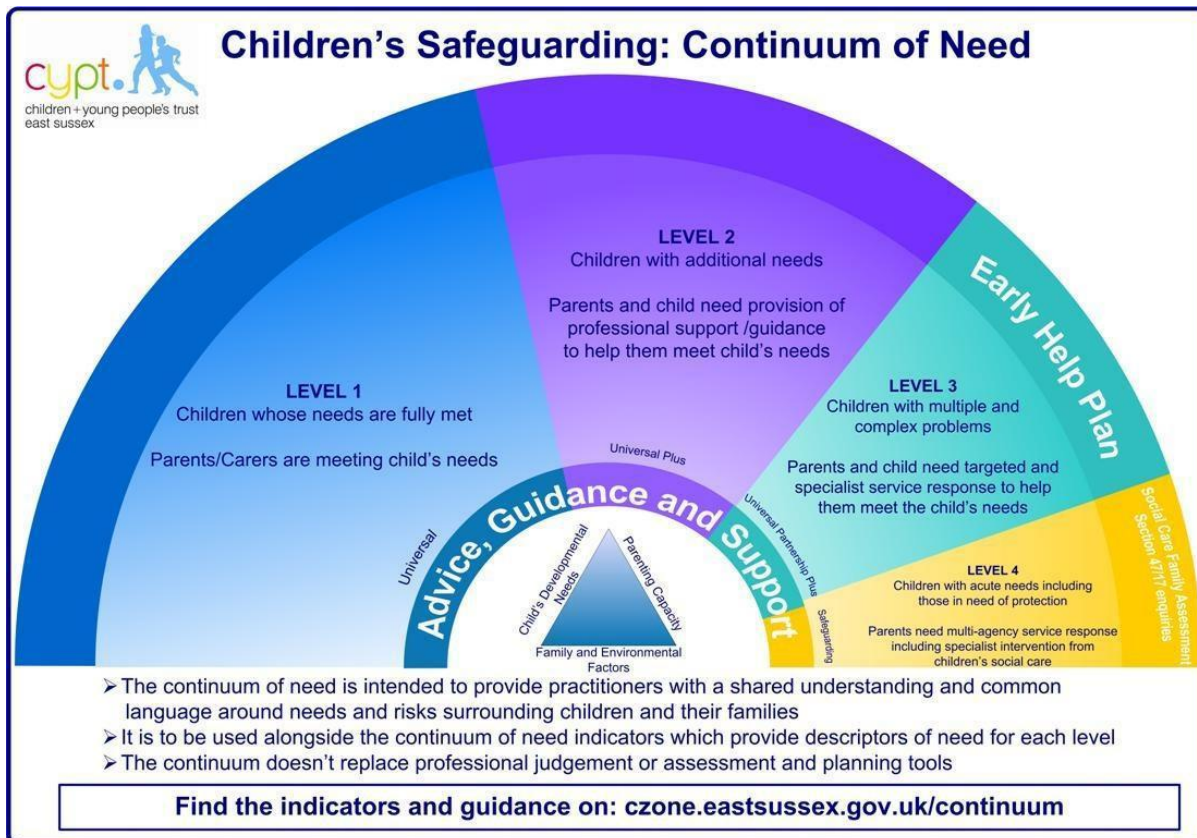 Children's Safeguarding: Continuum of Need
cypt.
children+young people's trust
east sussex
LEVEL 1
Children whose needs are fully met
Parents/Carers are meeting child's needs
LEVEL 2
Children with additional needs
Parents and child need provision of
professional support /guidance
to help them meet child's needs
Early Help Plan
LEVEL 3
Children with multiple and
complex problems
Parents and child need targeted and
specialist service response to help
them meet the child's needs
Social Care Family Assessment
Section 47/17 enquiries
LEVEL 4
Children with acute needs including
those in need of protection
Parents need multi-agency service response
including specialist intervention from
children's social care
Universal
Universal Plus
Universal Partnership Plus
Safeguarding
Advice, Guidance and Support
Child's Developmental
Needs
Parenting Capacity
Family and Environmental
Factors
➢ The continuum of need is intended to provide practitioners with a shared understanding and common
language around needs and risks surrounding children and their families
➢ It is to be used alongside the continuum of need indicators which provide descriptors of need for each level
➢ The continuum doesn't replace professional judgement or assessment and planning tools
Find the indicators and guidance on: czone.eastsussex.gov.uk/continuum